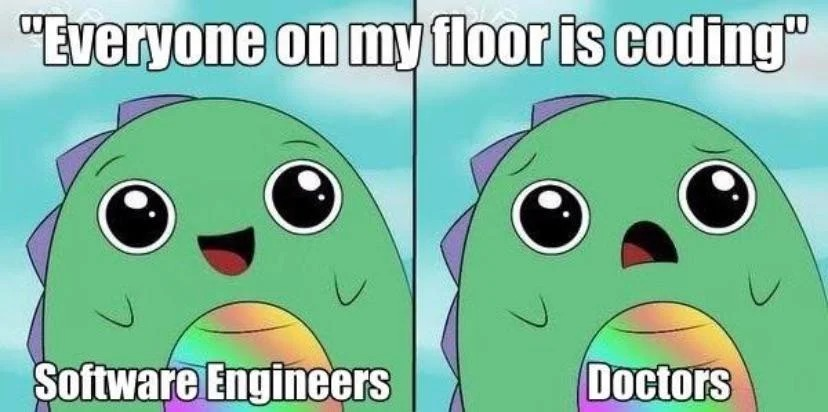 "Everyone on my floor is coding"
Software Engineers
Doctors